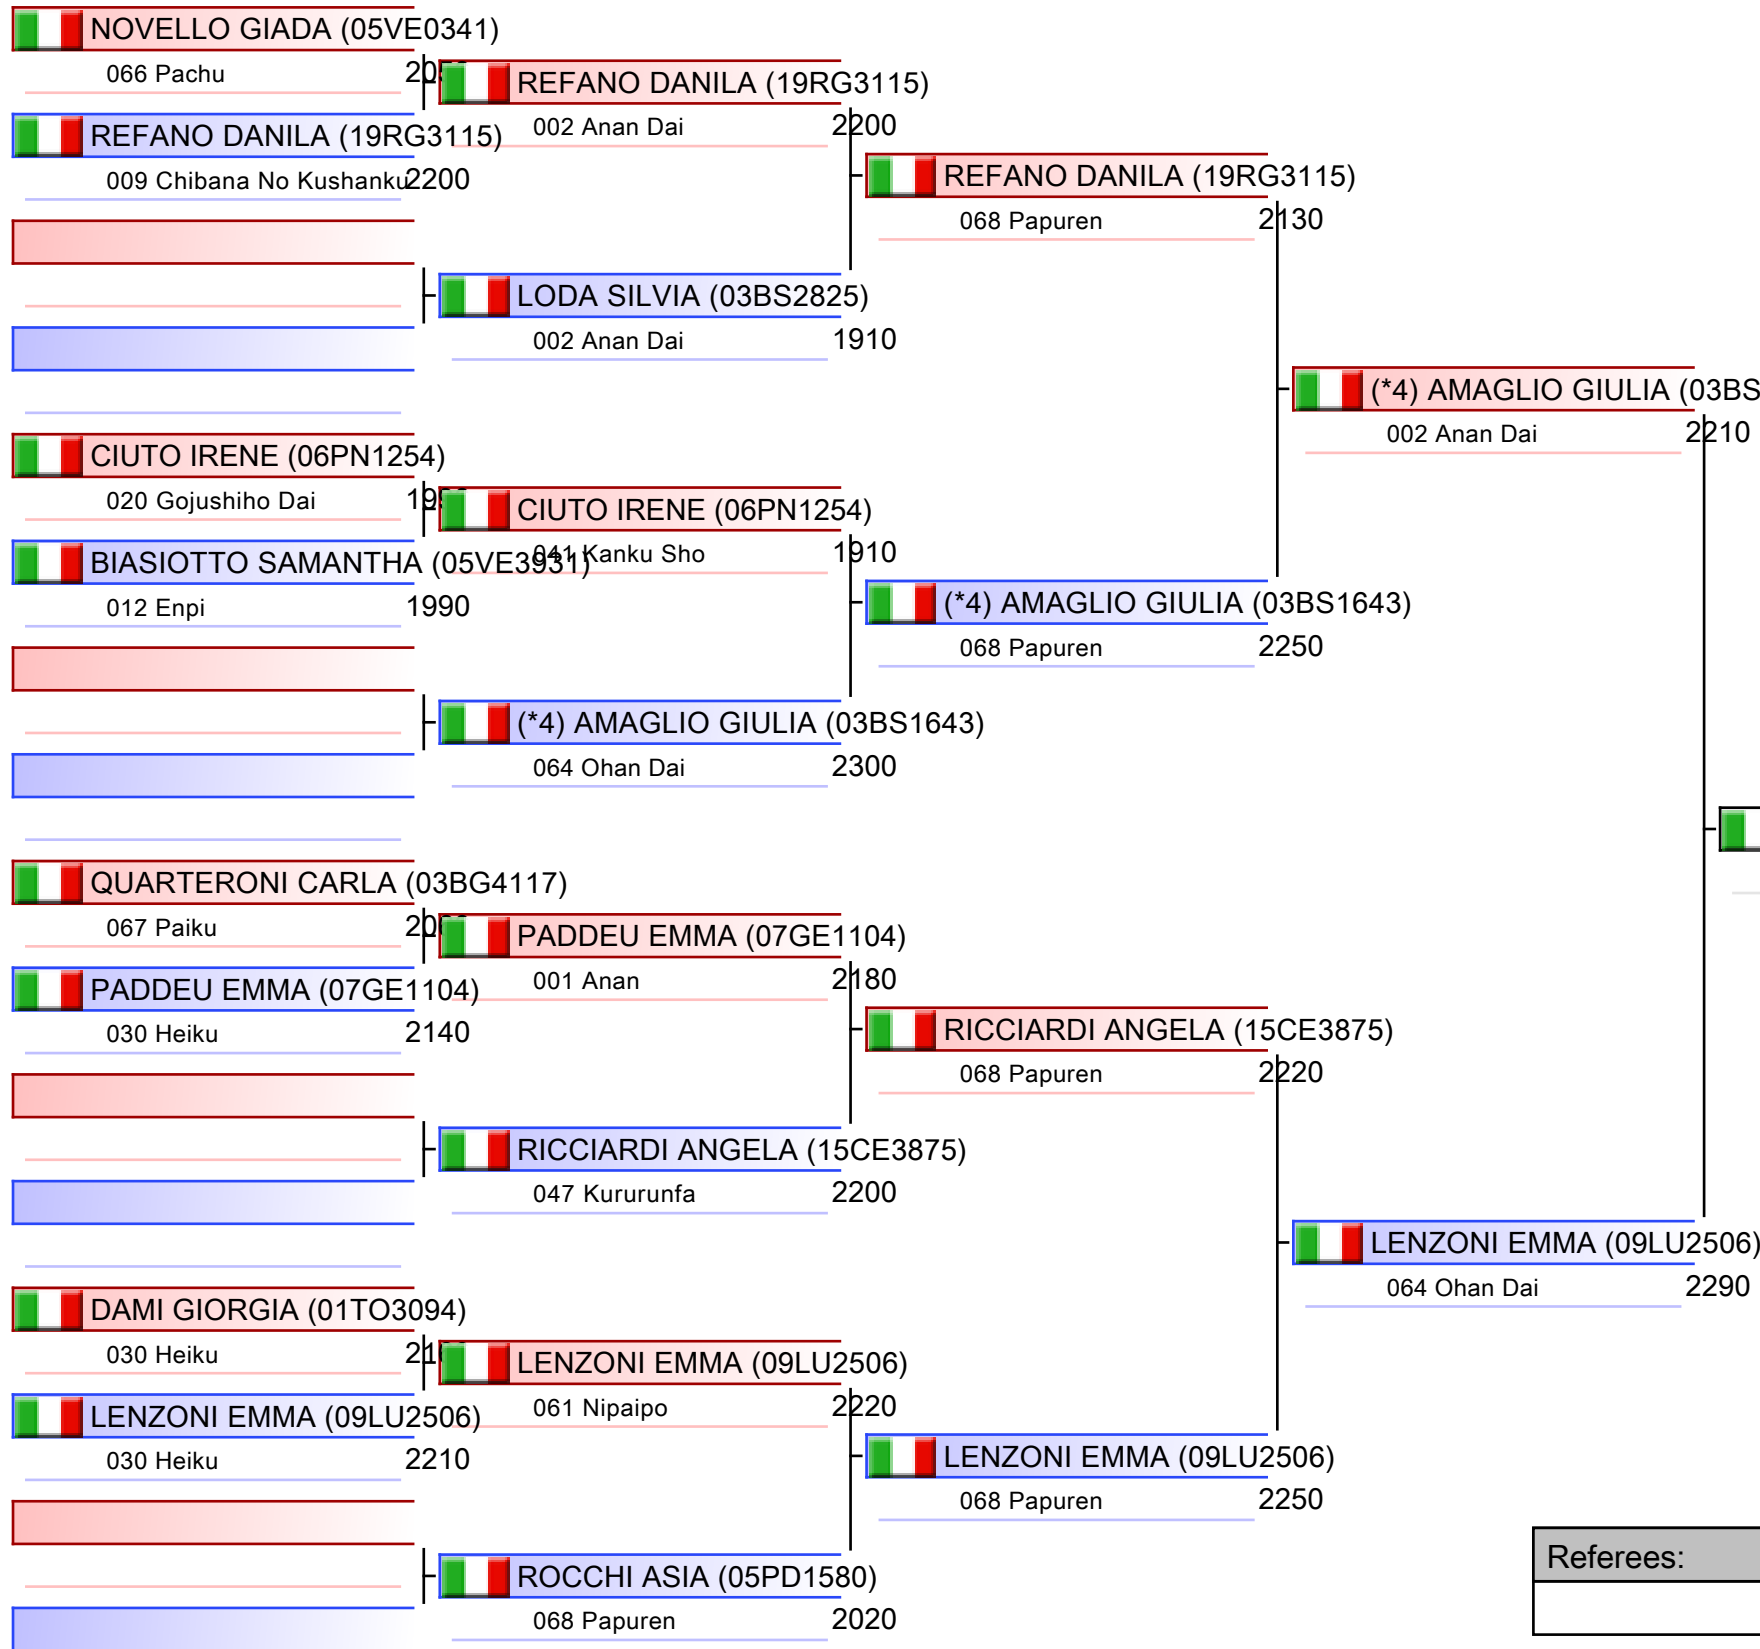 NOVELLO GIADA (05VE0341)
066 Pachu
REFANO DANILA (19RG3115)
009 Chibana No Kushanku 2200
CIUTO IRENE (06PN1254)
020 Gojushiho Dai
BIASIOTTO SAMANTHA (05VE3931)
012 Enpi 1990
QUARTERONI CARLA (03BG4117)
067 Paiku
PADDEU EMMA (07GE1104)
030 Heiku 2140
DAMI GIORGIA (01TO3094)
030 Heiku
LENZONI EMMA (09LU2506)
030 Heiku 2210
REFANO DANILA (19RG3115)
002 Anan Dai 2200
LODA SILVIA (03BS2825)
002 Anan Dai 1910
CIUTO IRENE (06PN1254)
041 Kanku Sho 1910
(*4) AMAGLIO GIULIA (03BS1643)
064 Ohan Dai 2300
PADDEU EMMA (07GE1104)
001 Anan 2180
RICCIARDI ANGELA (15CE3875)
047 Kururunfa 2200
LENZONI EMMA (09LU2506)
061 Nipaipo 2220
ROCCHI ASIA (05PD1580)
068 Papuren 2020
REFANO DANILA (19RG3115)
068 Papuren 2130
(*4) AMAGLIO GIULIA (03BS1643)
068 Papuren 2250
RICCIARDI ANGELA (15CE3875)
068 Papuren 2220
LENZONI EMMA (09LU2506)
068 Papuren 2250
(*4) AMAGLIO GIULIA (03BS
002 Anan Dai 2210
LENZONI EMMA (09LU2506)
064 Ohan Dai 2290
Referees: